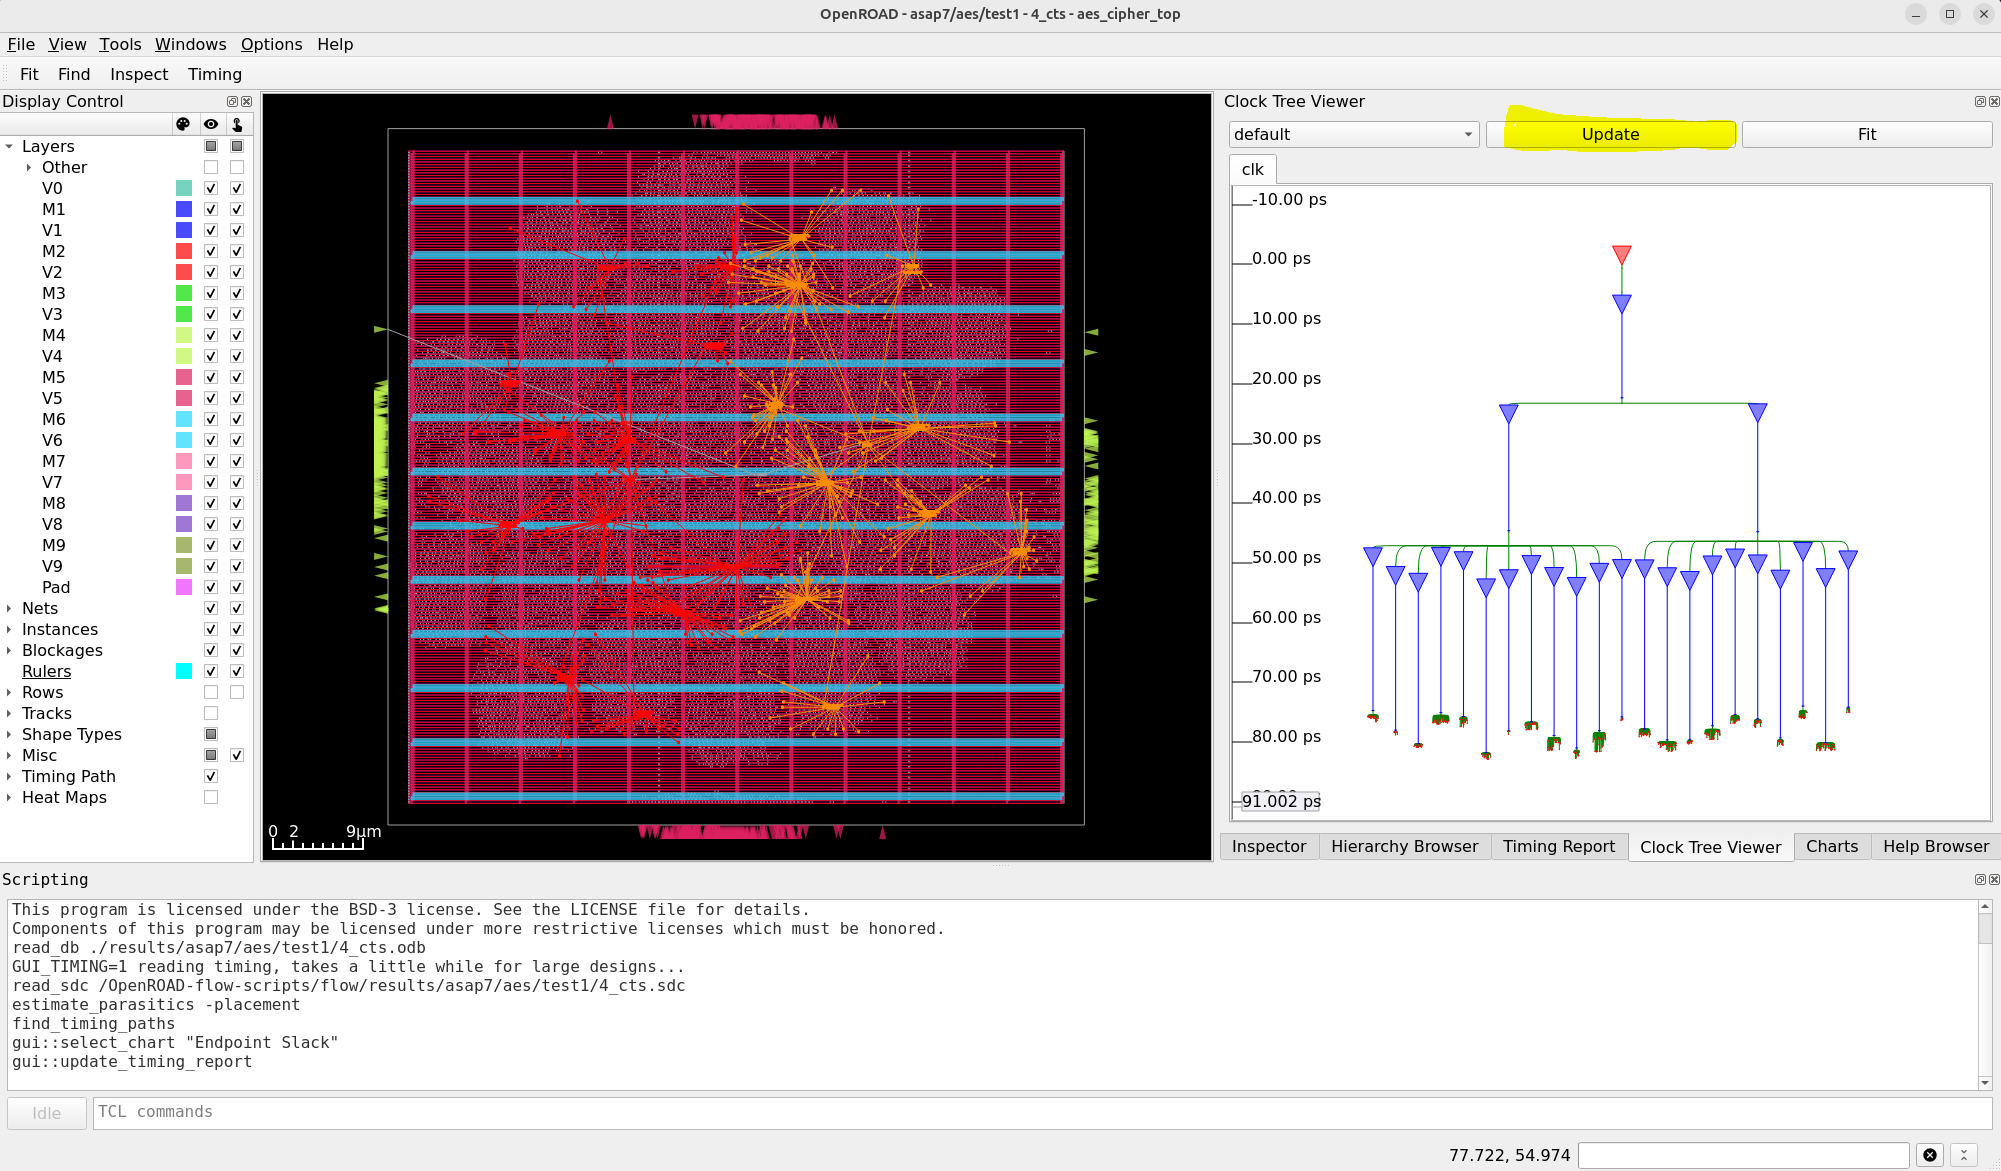 OpenROAD - asap7/aes/test1 - 4_cts - aes_cipher_top
File View Tools Windows Options Help
Fit Find Inspect Timing
Display Control
Layers
Other
V0
M1
V1
M2
V2
M3
V3
M4
V4
M5
V5
M6
V6
M7
V7
M8
V8
M9
V9
Pad
Nets
Instances
Blockages
Rulers
Rows
Tracks
Shape Types
Misc
Timing Path
Heat Maps
0 2 9μm
Clock Tree Viewer
default Update Fit
clk
-10.00 ps
0.00 ps
10.00 ps
20.00 ps
30.00 ps
40.00 ps
50.00 ps
60.00 ps
70.00 ps
80.00 ps
91.002 ps
Inspector Hierarchy Browser Timing Report Clock Tree Viewer Charts Help Browser
Scripting
This program is licensed under the BSD-3 license. See the LICENSE file for details.
Components of this program may be licensed under more restrictive licenses which must be honored.
read_db ./results/asap7/aes/test1/4_cts.odb
GUI_TIMING=1 reading timing, takes a little while for large designs...
read_sdc /OpenROAD-flow-scripts/flow/results/asap7/aes/test1/4_cts.sdc
estimate_parasitics -placement
find_timing_paths
gui::select_chart "Endpoint Slack"
gui::update_timing_report
Idle TCL commands
77.722, 54.974